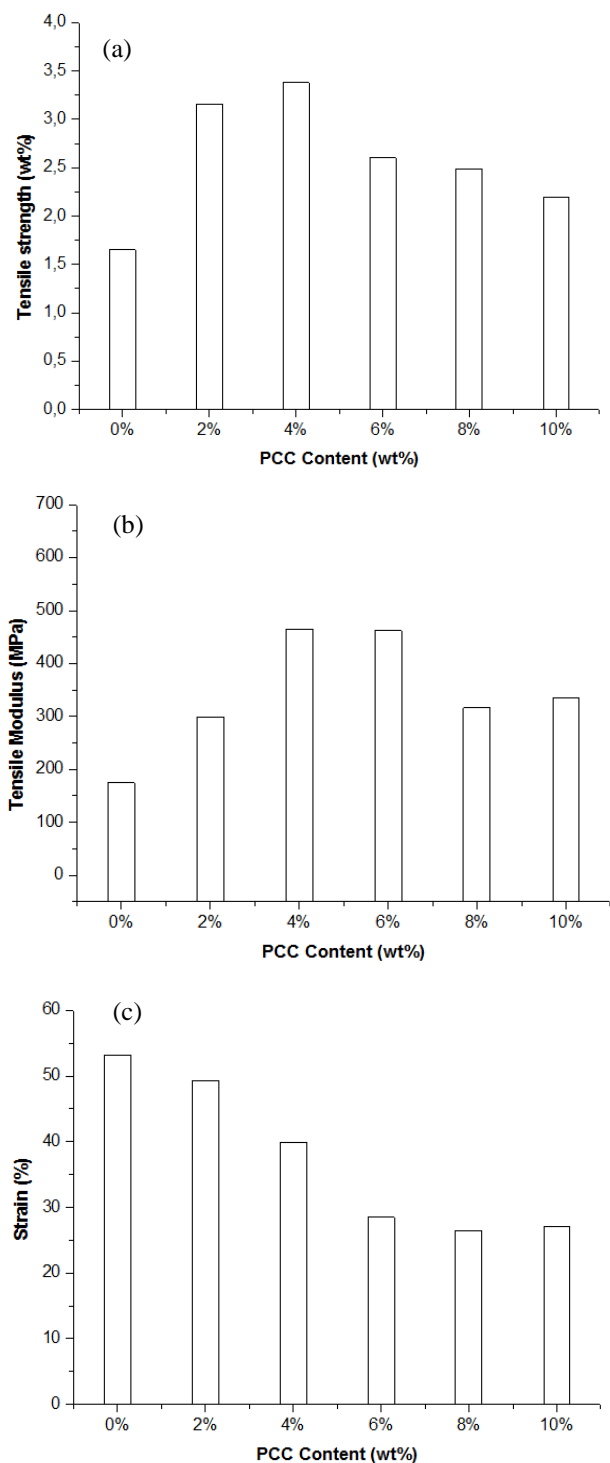 (a)
Tensile strength (wt%)
4,0
3,5
3,0
2,5
2,0
1,5
1,0
0,5
0,0
0% 2% 4% 6% 8% 10%
PCC Content (wt%)
(b)
Tensile Modulus (MPa)
700
600
500
400
300
200
100
0
0% 2% 4% 6% 8% 10%
PCC Content (wt%)
(c)
Strain (%)
60
50
40
30
20
10
0
0% 2% 4% 6% 8% 10%
PCC Content (wt%)